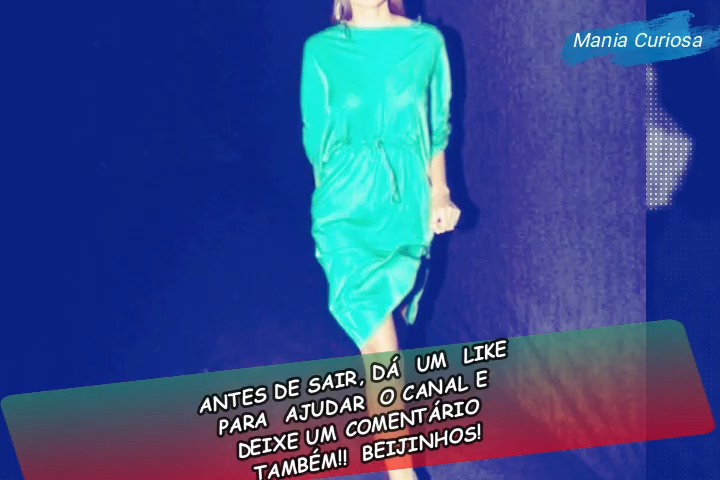 Mania Curiosa
ANTES DE SAIR, DÁ UM LIKE
PARA AJUDAR O CANAL E
DEIXE UM COMENTÁRIO
TAMBÉM!! BEIJINHOS!